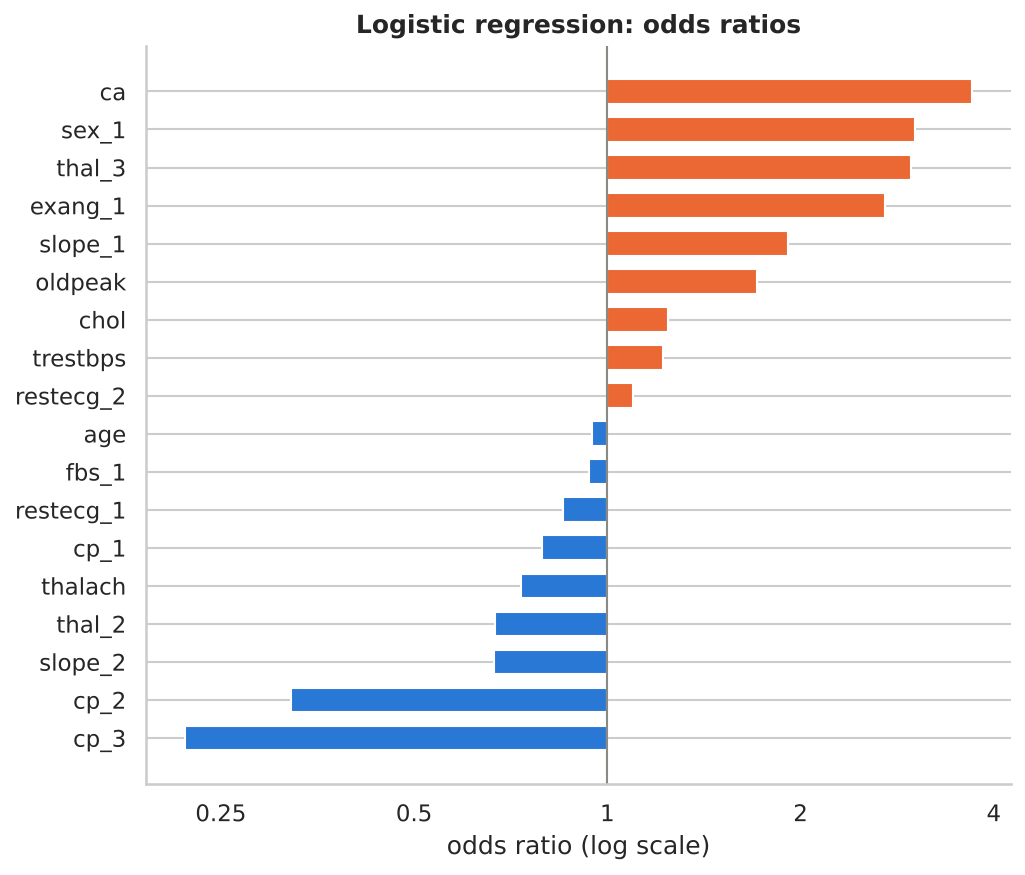 Logistic regression: odds ratios
ca
sex_1
thal_3
exang_1
slope_1
oldpeak
chol
trestbps
restecg_2
age
fbs_1
restecg_1
cp_1
thalach
thal_2
slope_2
cp_2
cp_3
0.25 0.5 1 2 4
odds ratio (log scale)